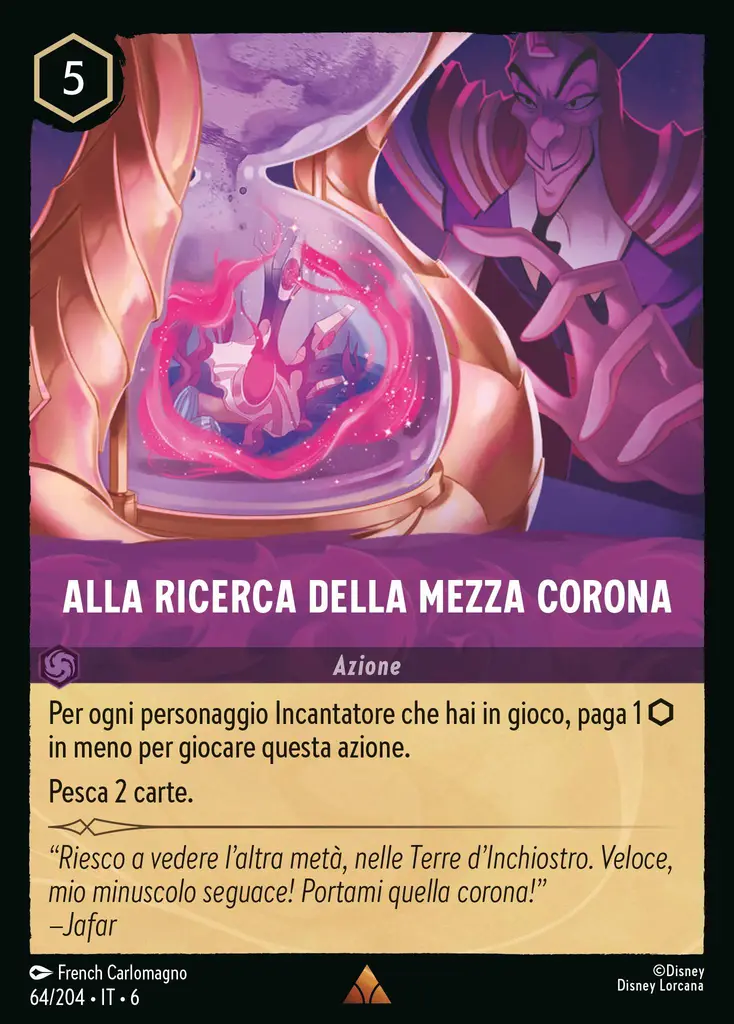 5
ALLA RICERCA DELLA MEZZA CORONA
Azione
Per ogni personaggio Incantatore che hai in gioco, paga 1
in meno per giocare questa azione.
Pesca 2 carte.
“Riesco a vedere l’altra metà, nelle Terre d’Inchiostro. Veloce,
mio minuscolo seguace! Portami quella corona!”
–Jafar
French Carlomagno
©Disney
64/204 • IT • 6
Disney Lorcana